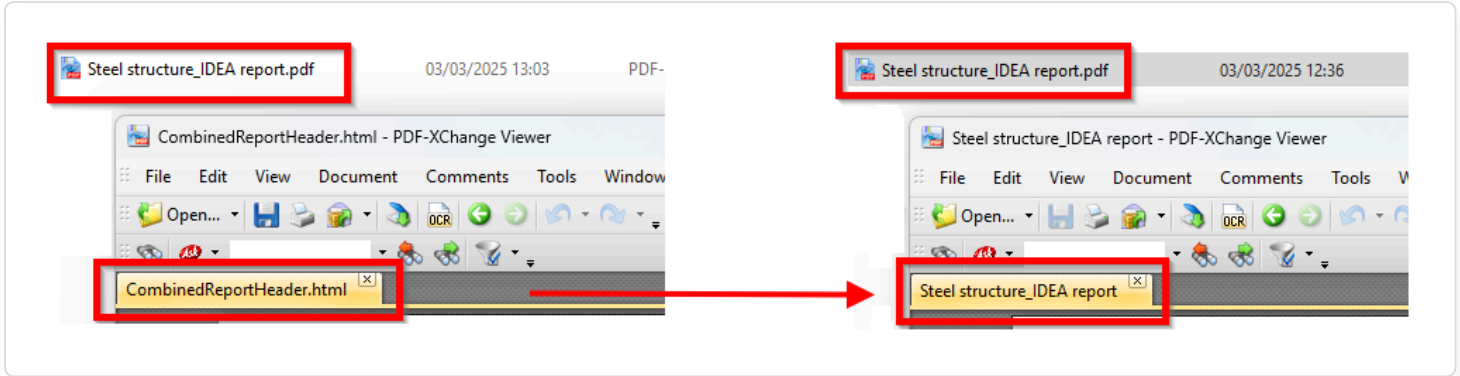 Steel structure_IDEA report.pdf 03/03/2025 13:03 PDF-
CombinedReportHeader.html - PDF-XChange Viewer
File Edit View Document Comments Tools Window
Open...
OCR
CombinedReportHeader.html
Steel structure_IDEA report.pdf 03/03/2025 12:36
Steel structure_IDEA report - PDF-XChange Viewer
File Edit View Document Comments Tools W
Open...
OCR
Steel structure_IDEA report